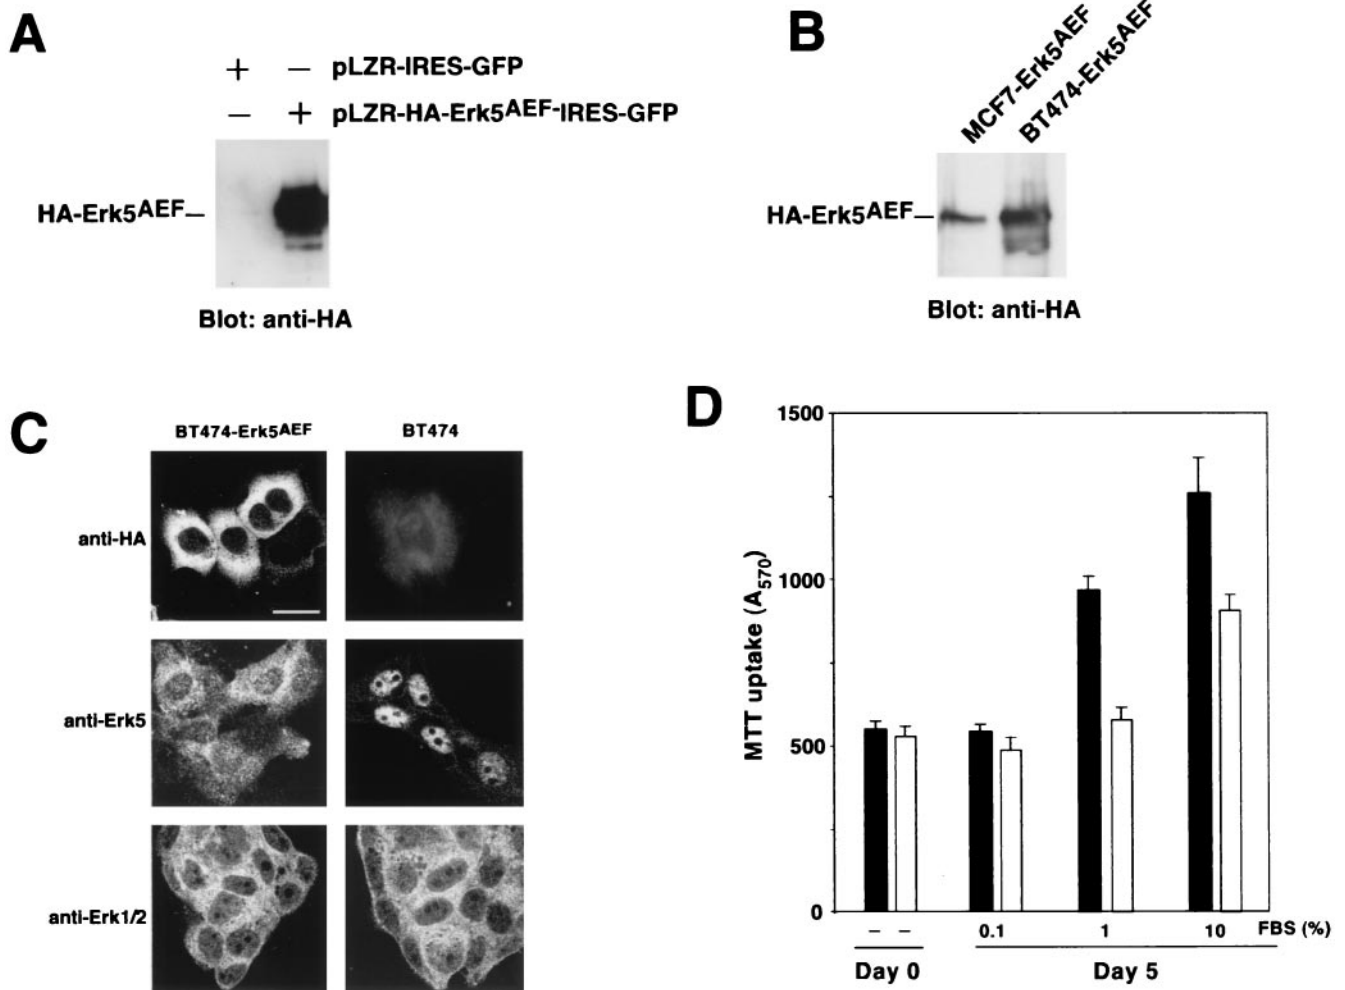 A
+ – pLZR-IRES-GFP
– + pLZR-HA-Erk5AEF-IRES-GFP
HA-Erk5AEF–
Blot: anti-HA
B
MCF7-Erk5AEF
BT474-Erk5AEF
HA-Erk5AEF–
Blot: anti-HA
C
BT474-Erk5AEF BT474
anti-HA
anti-Erk5
anti-Erk1/2
D
MTT uptake (A570)
1500
1000
500
0
– – 0.1 1 10 FBS (%)
Day 0 Day 5